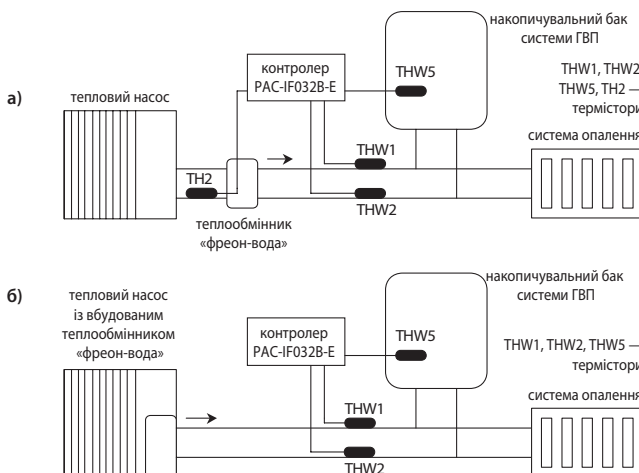 а)
тепловий насос
контролер
PAC-IF032B-E
THW5
накопичувальний бак
системи ГВП
THW1, THW2
THW5, TH2 —
термістори
система опалення
THW1
TH2
THW2
теплообмінник
«фреон-вода»
б)
тепловий насос
із вбудованим
теплообмінником
«фреон-вода»
контролер
PAC-IF032B-E
THW5
накопичувальний бак
системи ГВП
THW1, THW2, THW5 —
термістори
система опалення
THW1
THW2